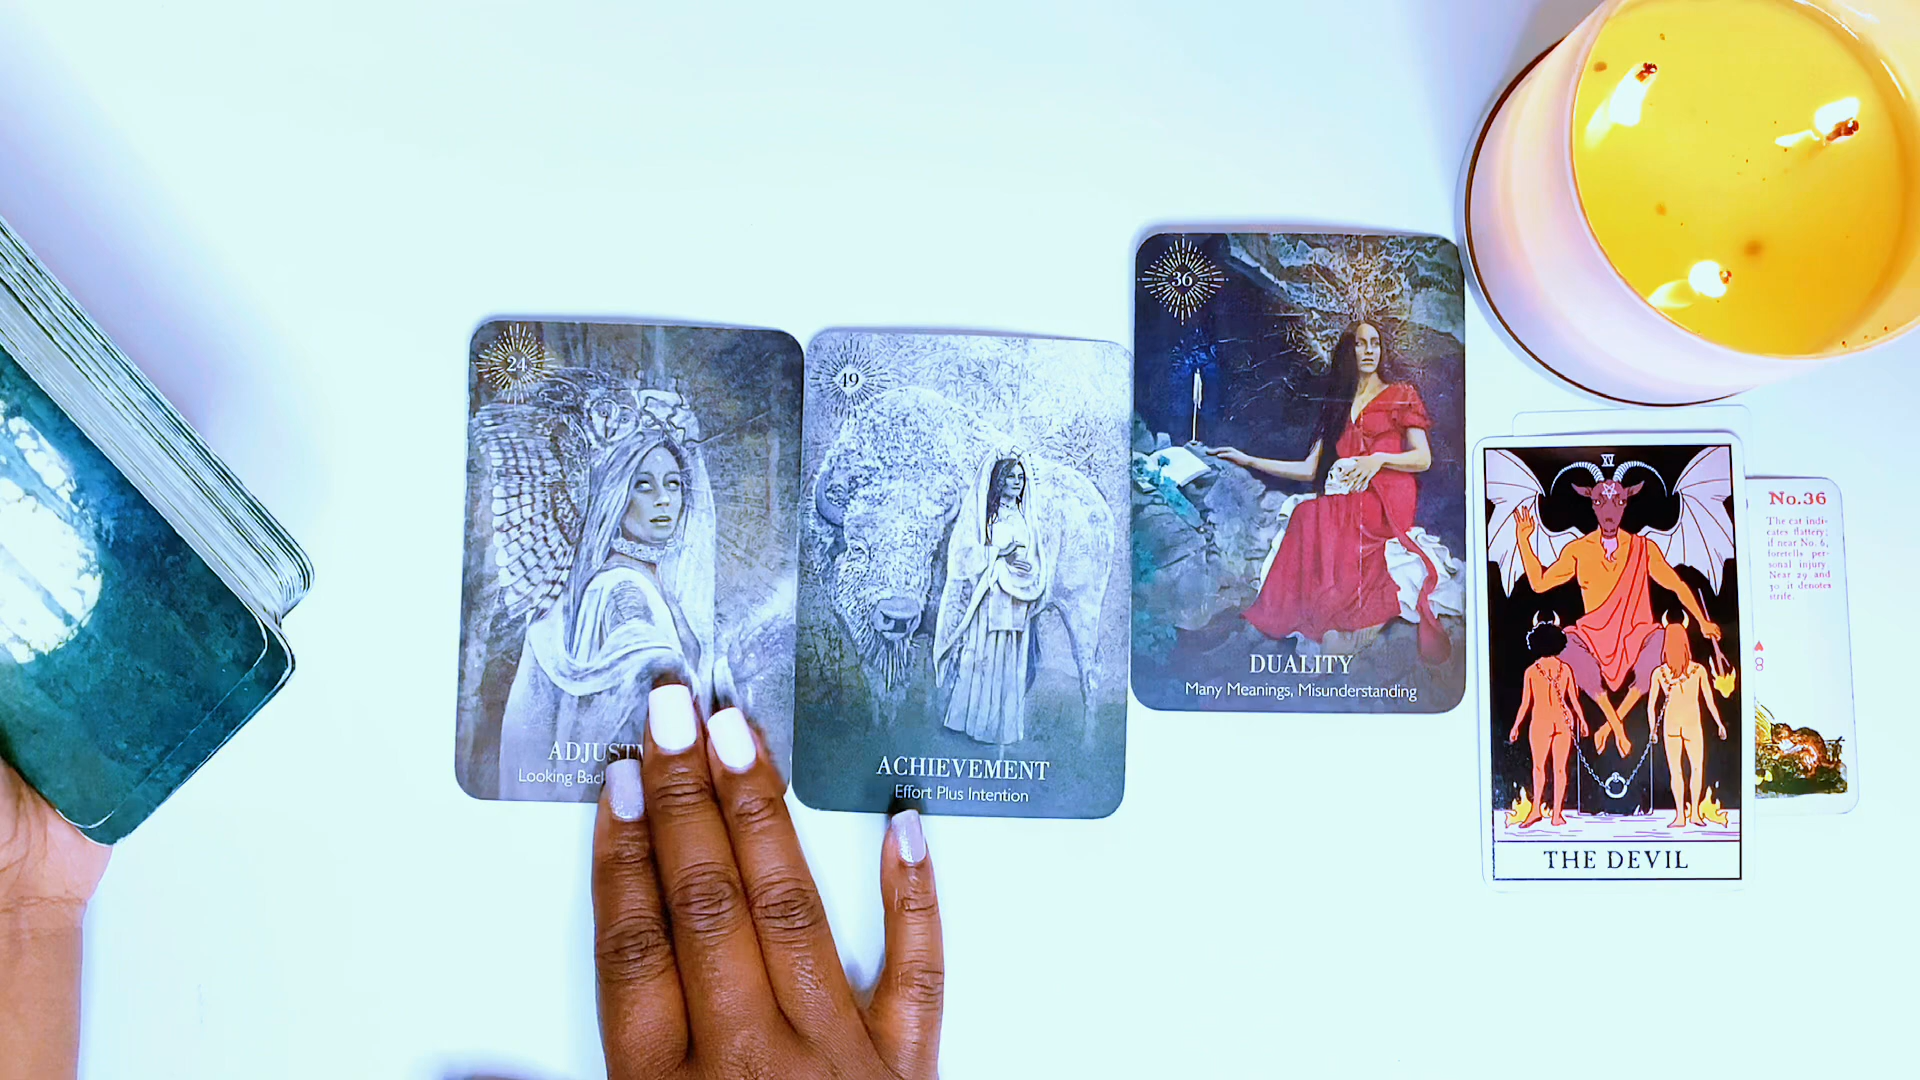 24
ADJUSTM
Looking Bac
49
ACHIEVEMENT
Effort Plus Intention
36
DUALITY
Many Meanings, Misunderstanding
XV
THE DEVIL
No.36
The cat indi-
cates flattery;
if near No. 6,
foretells per-
sonal injury.
Near 29 and
30 it denotes
strife.
8